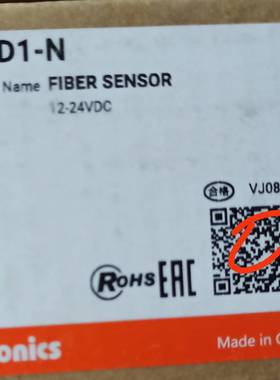 D1-N
Name FIBER SENSOR
12-24VDC
合格 VJ08
RoHS EAC
onics
Made in C